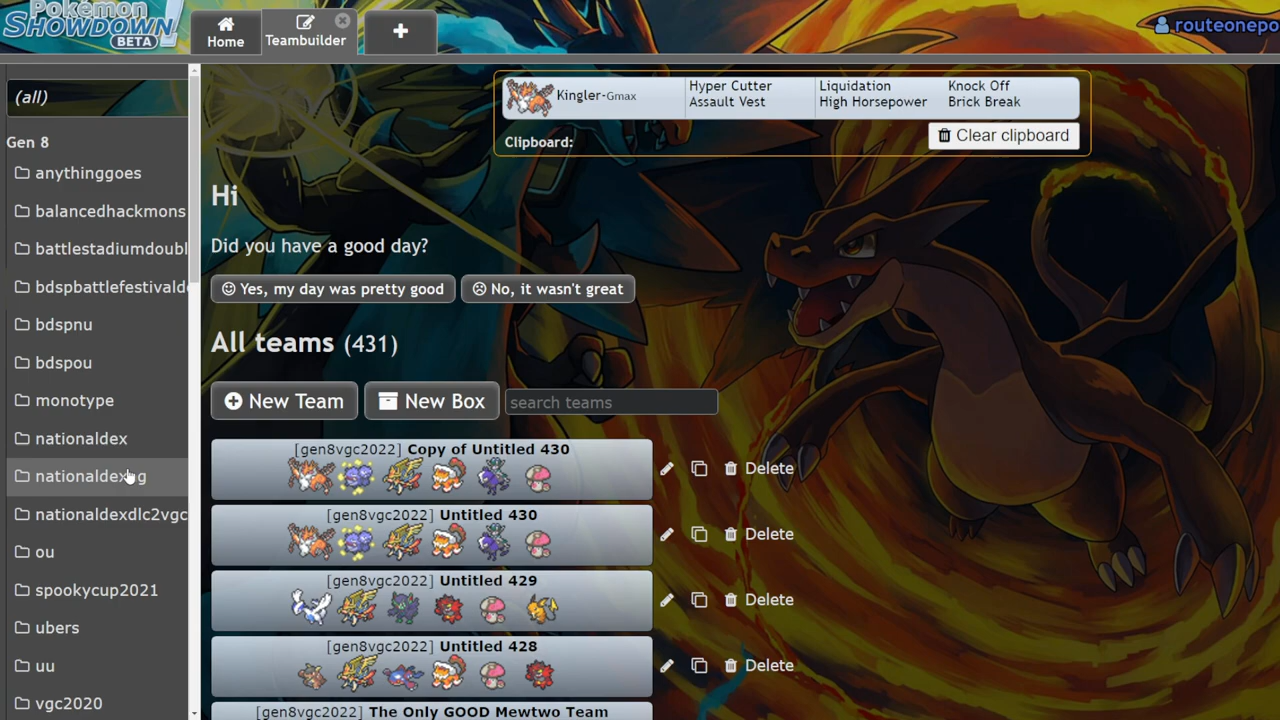 Pokémon
SHOWDOWN!
BETA
Home
Teambuilder
routeonepo
(all)
Gen 8
anythinggoes
balancedhackmons
battlestadiumdoubl
bdspbattlefestivald
bdspnu
bdspou
monotype
nationaldex
nationaldex g
nationaldexdlc2vgc
ou
spookycup2021
ubers
uu
vgc2020
Kingler-Gmax
Hyper Cutter
Assault Vest
Liquidation
High Horsepower
Knock Off
Brick Break
Clipboard:
Clear clipboard
Hi
Did you have a good day?
Yes, my day was pretty good
No, it wasn't great
All teams (431)
New Team
New Box
search teams
[gen8vgc2022] Copy of Untitled 430
Delete
[gen8vgc2022] Untitled 430
Delete
[gen8vgc2022] Untitled 429
Delete
[gen8vgc2022] Untitled 428
Delete
[gen8vgc2022] The Only GOOD Mewtwo Team